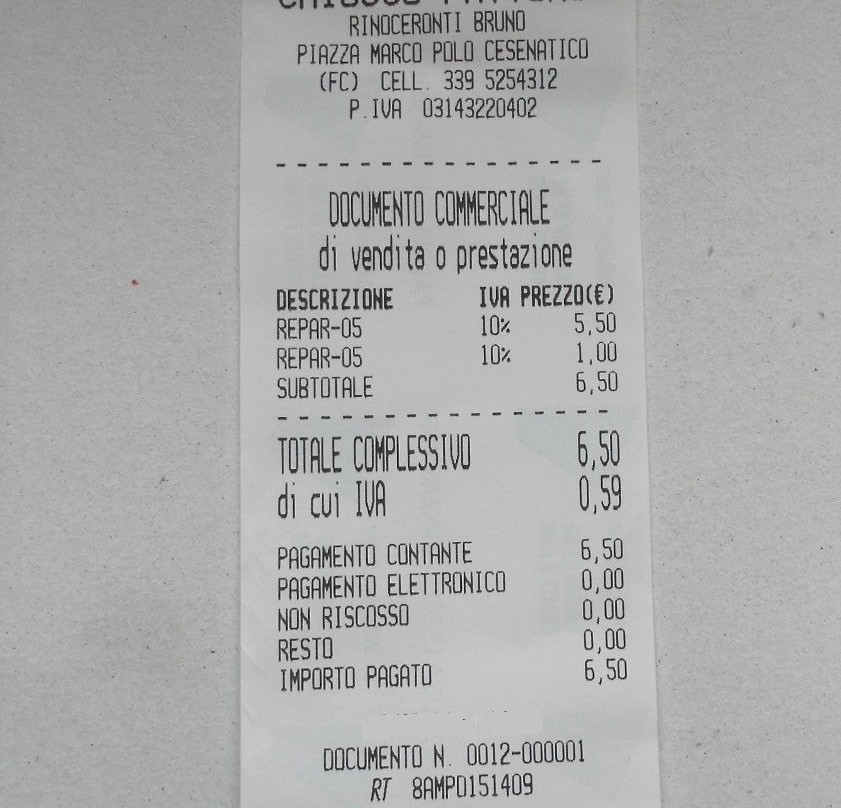 RINOCERONTI BRUNO
PIAZZA MARCO POLO CESENATICO
(FC) CELL. 339 5254312
P.IVA 03143220402
- - - - - - - - - - - - - - - -
DOCUMENTO COMMERCIALE
di vendita o prestazione
DESCRIZIONE IVA PREZZO(€)
REPAR-05 10% 5,50
REPAR-05 10% 1,00
SUBTOTALE 6,50
- - - - - - - - - - - - - - - -
TOTALE COMPLESSIVO 6,50
di cui IVA 0,59
PAGAMENTO CONTANTE 6,50
PAGAMENTO ELETTRONICO 0,00
NON RISCOSSO 0,00
RESTO 0,00
IMPORTO PAGATO 6,50
DOCUMENTO N. 0012-000001
RT 8AMPD151409